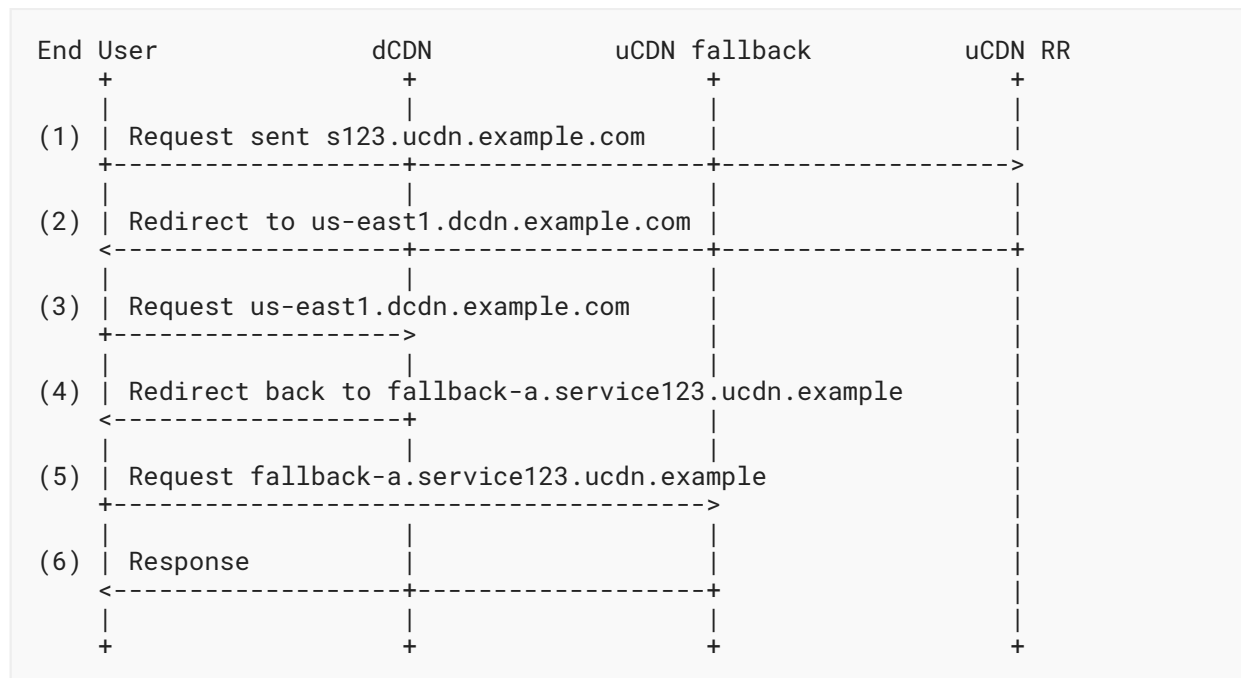 End User dCDN uCDN fallback uCDN RR
(1) Request sent s123.ucdn.example.com
(2) Redirect to us-east1.dcdn.example.com
(3) Request us-east1.dcdn.example.com
(4) Redirect back to fallback-a.service123.ucdn.example
(5) Request fallback-a.service123.ucdn.example
(6) Response